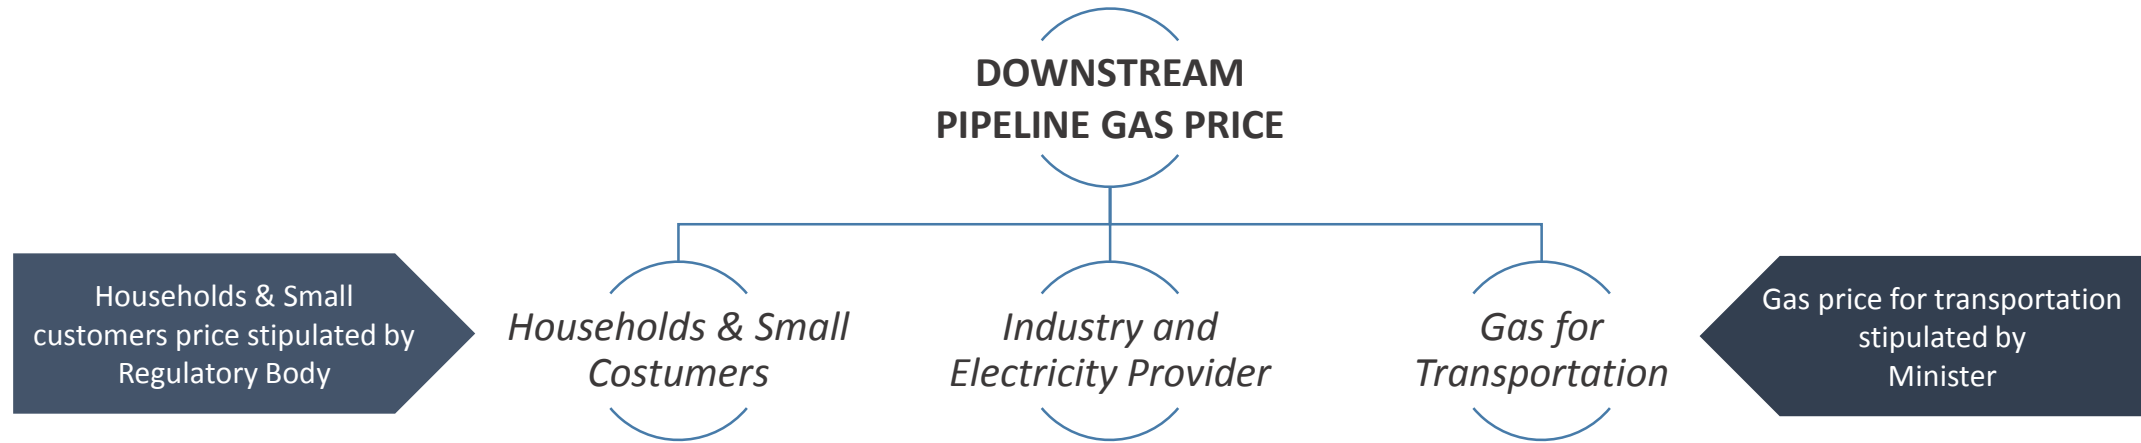 DOWNSTREAM
PIPELINE GAS PRICE
Households & Small
customers price stipulated by
Regulatory Body
Households & Small
Costumers
Industry and
Electricity Provider
Gas for
Transportation
Gas price for transportation
stipulated by
Minister